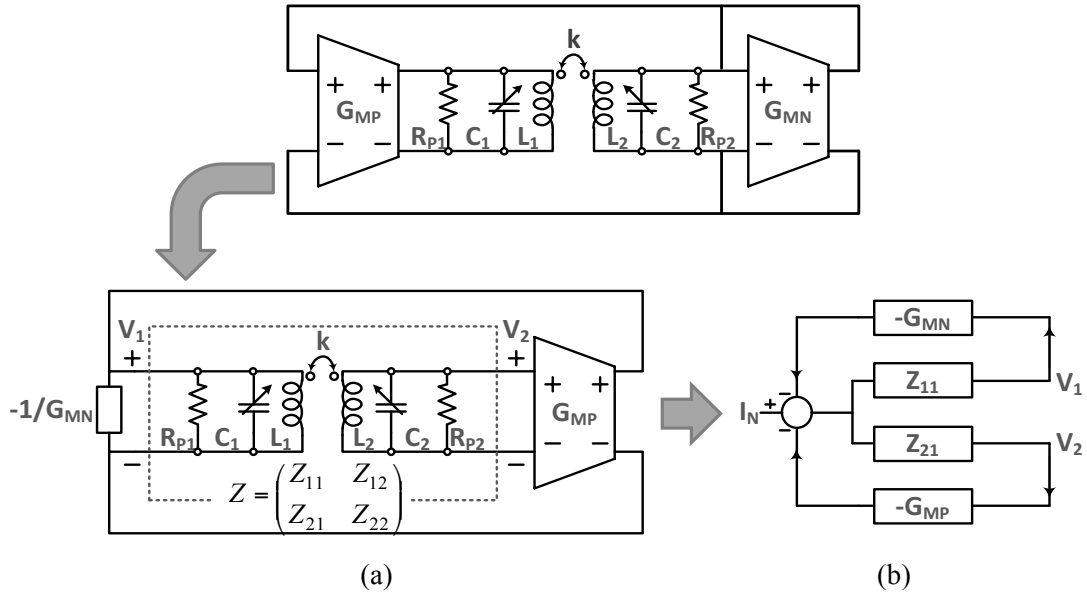 k
+ + G_MP − −
R_P1 C_1 L_1 L_2 C_2 R_P2
+ + G_MN − −
V_1 k V_2
+ +
-1/G_MN
R_P1 C_1 L_1 L_2 C_2 R_P2
+ + G_MP − −
− −
Z = ( Z_11 Z_12
Z_21 Z_22 )
-G_MN
Z_11 V_1
I_N + − −
Z_21 V_2
-G_MP
(a) (b)